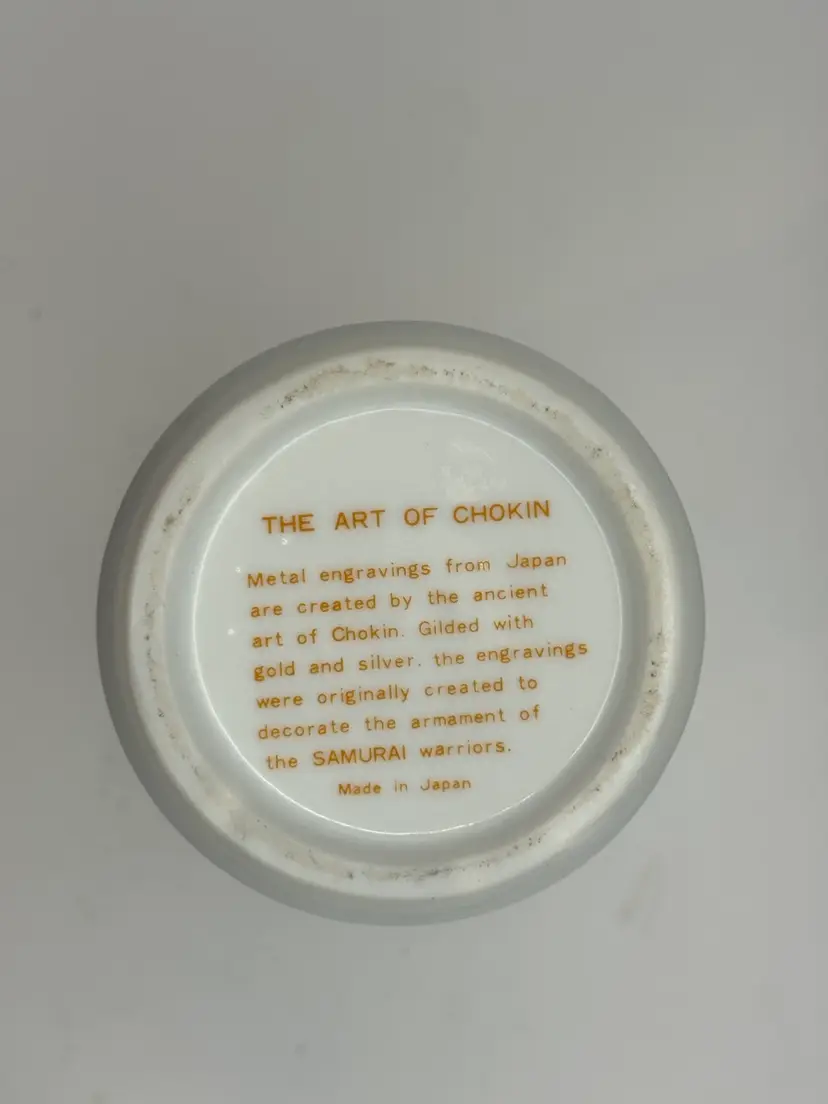 THE ART OF CHOKIN
Metal engravings from Japan
are created by the ancient
art of Chokin. Gilded with
gold and silver. the engravings
were originally created to
decorate the armament of
the SAMURAI warriors.
Made in Japan